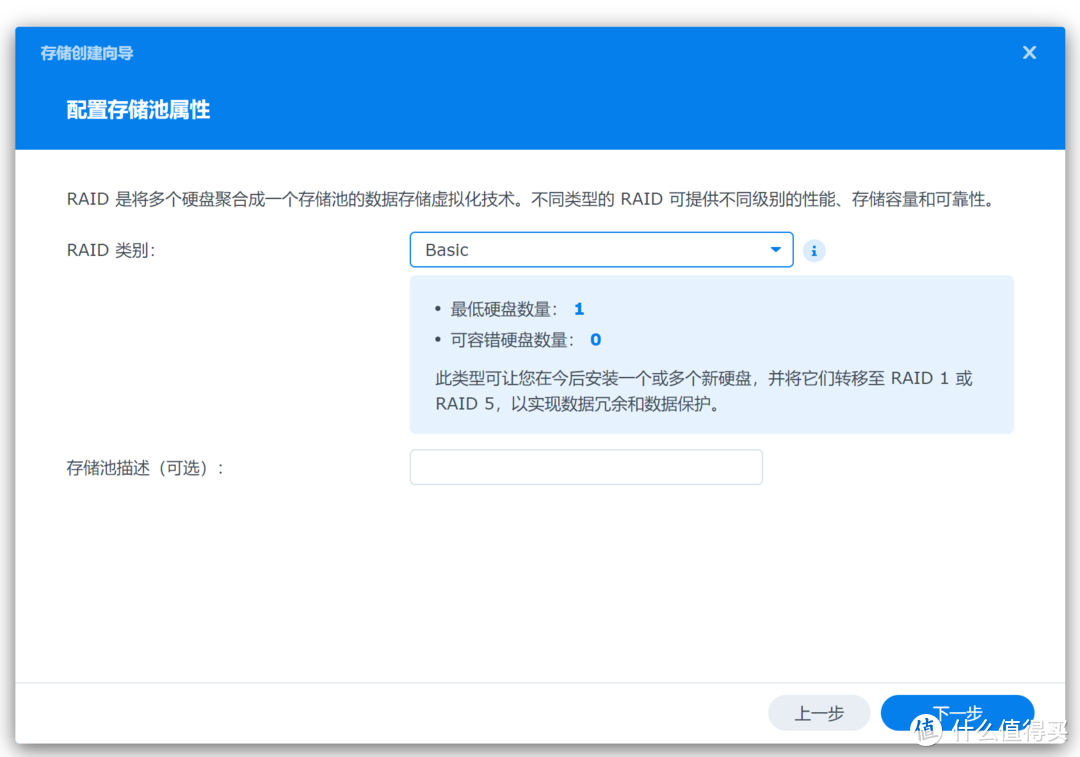 存储创建向导
配置存储池属性
RAID 是将多个硬盘聚合成一个存储池的数据存储虚拟化技术。不同类型的 RAID 可提供不同级别的性能、存储容量和可靠性。
RAID 类别：
Basic
• 最低硬盘数量： 1
• 可容错硬盘数量： 0
此类型可让您在今后安装一个或多个新硬盘，并将它们转移至 RAID 1 或
RAID 5，以实现数据冗余和数据保护。
存储池描述（可选）：
上一步
下一步
值 什么值得买